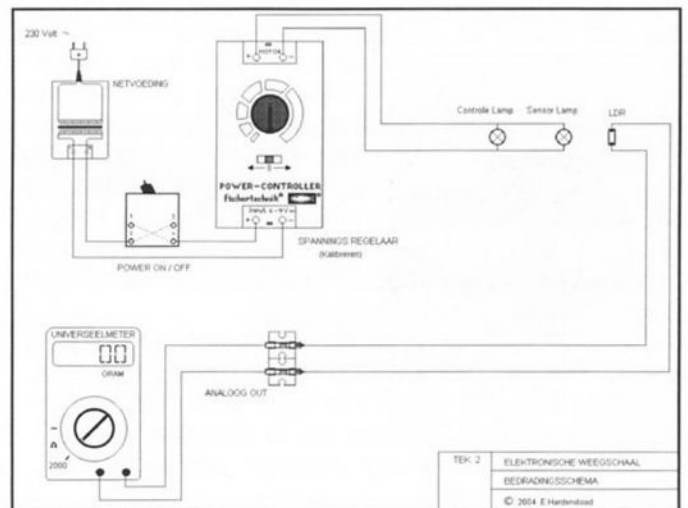 230 Volt ~
NETVOEDING
MOTOR
+ −
POWER-CONTROLLER
fischertechnik
+ −
SPANNINGS REGELAAR
(Kalibreren)
Controle Lamp Sensor Lamp LDR
POWER ON / OFF
UNIVERSEELMETER
00
GRAM
Ω
2000
ANALOOG OUT
TEK. 2
ELEKTRONISCHE WEEGSCHAAL
BEDRADINGSSCHEMA
© 2004 E.Hardendood